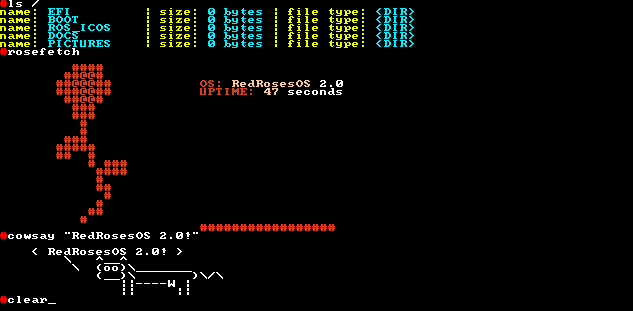 #ls /
name: EFI | size: 0 bytes | file type: <DIR>
name: BOOT | size: 0 bytes | file type: <DIR>
name: ROS_ICOS | size: 0 bytes | file type: <DIR>
name: DOCS | size: 0 bytes | file type: <DIR>
name: PICTURES | size: 0 bytes | file type: <DIR>
#rosefetch
OS: RedRosesOS 2.0
UPTIME: 47 seconds
#cowsay "RedRosesOS 2.0!"
< RedRosesOS 2.0! >
#clear_